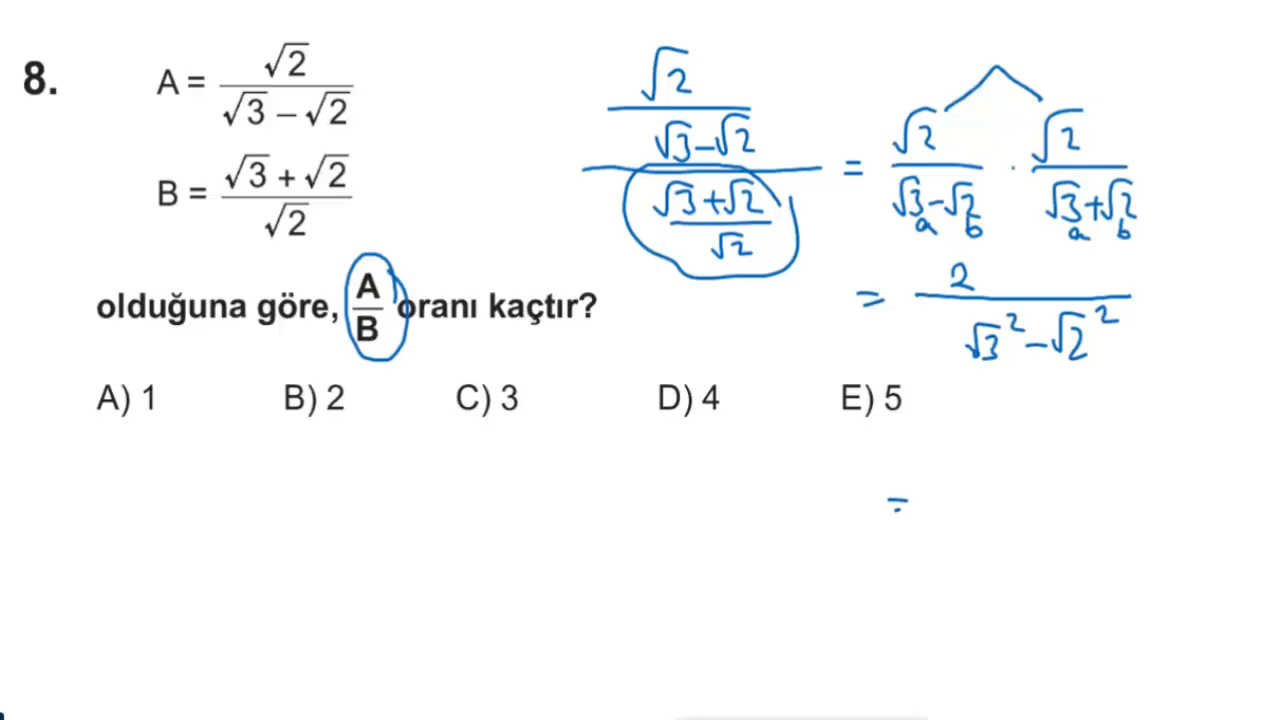 8.
A = √2 / (√3 – √2)
B = (√3 + √2) / √2
olduğuna göre, A/B oranı kaçtır?
A) 1 B) 2 C) 3 D) 4 E) 5
(√2 / (√3 – √2)) / ((√3 + √2) / √2) = √2 / (√3 – √2) · √2 / (√3 + √2)
a b a b
= 2 / (√3² – √2²)
=